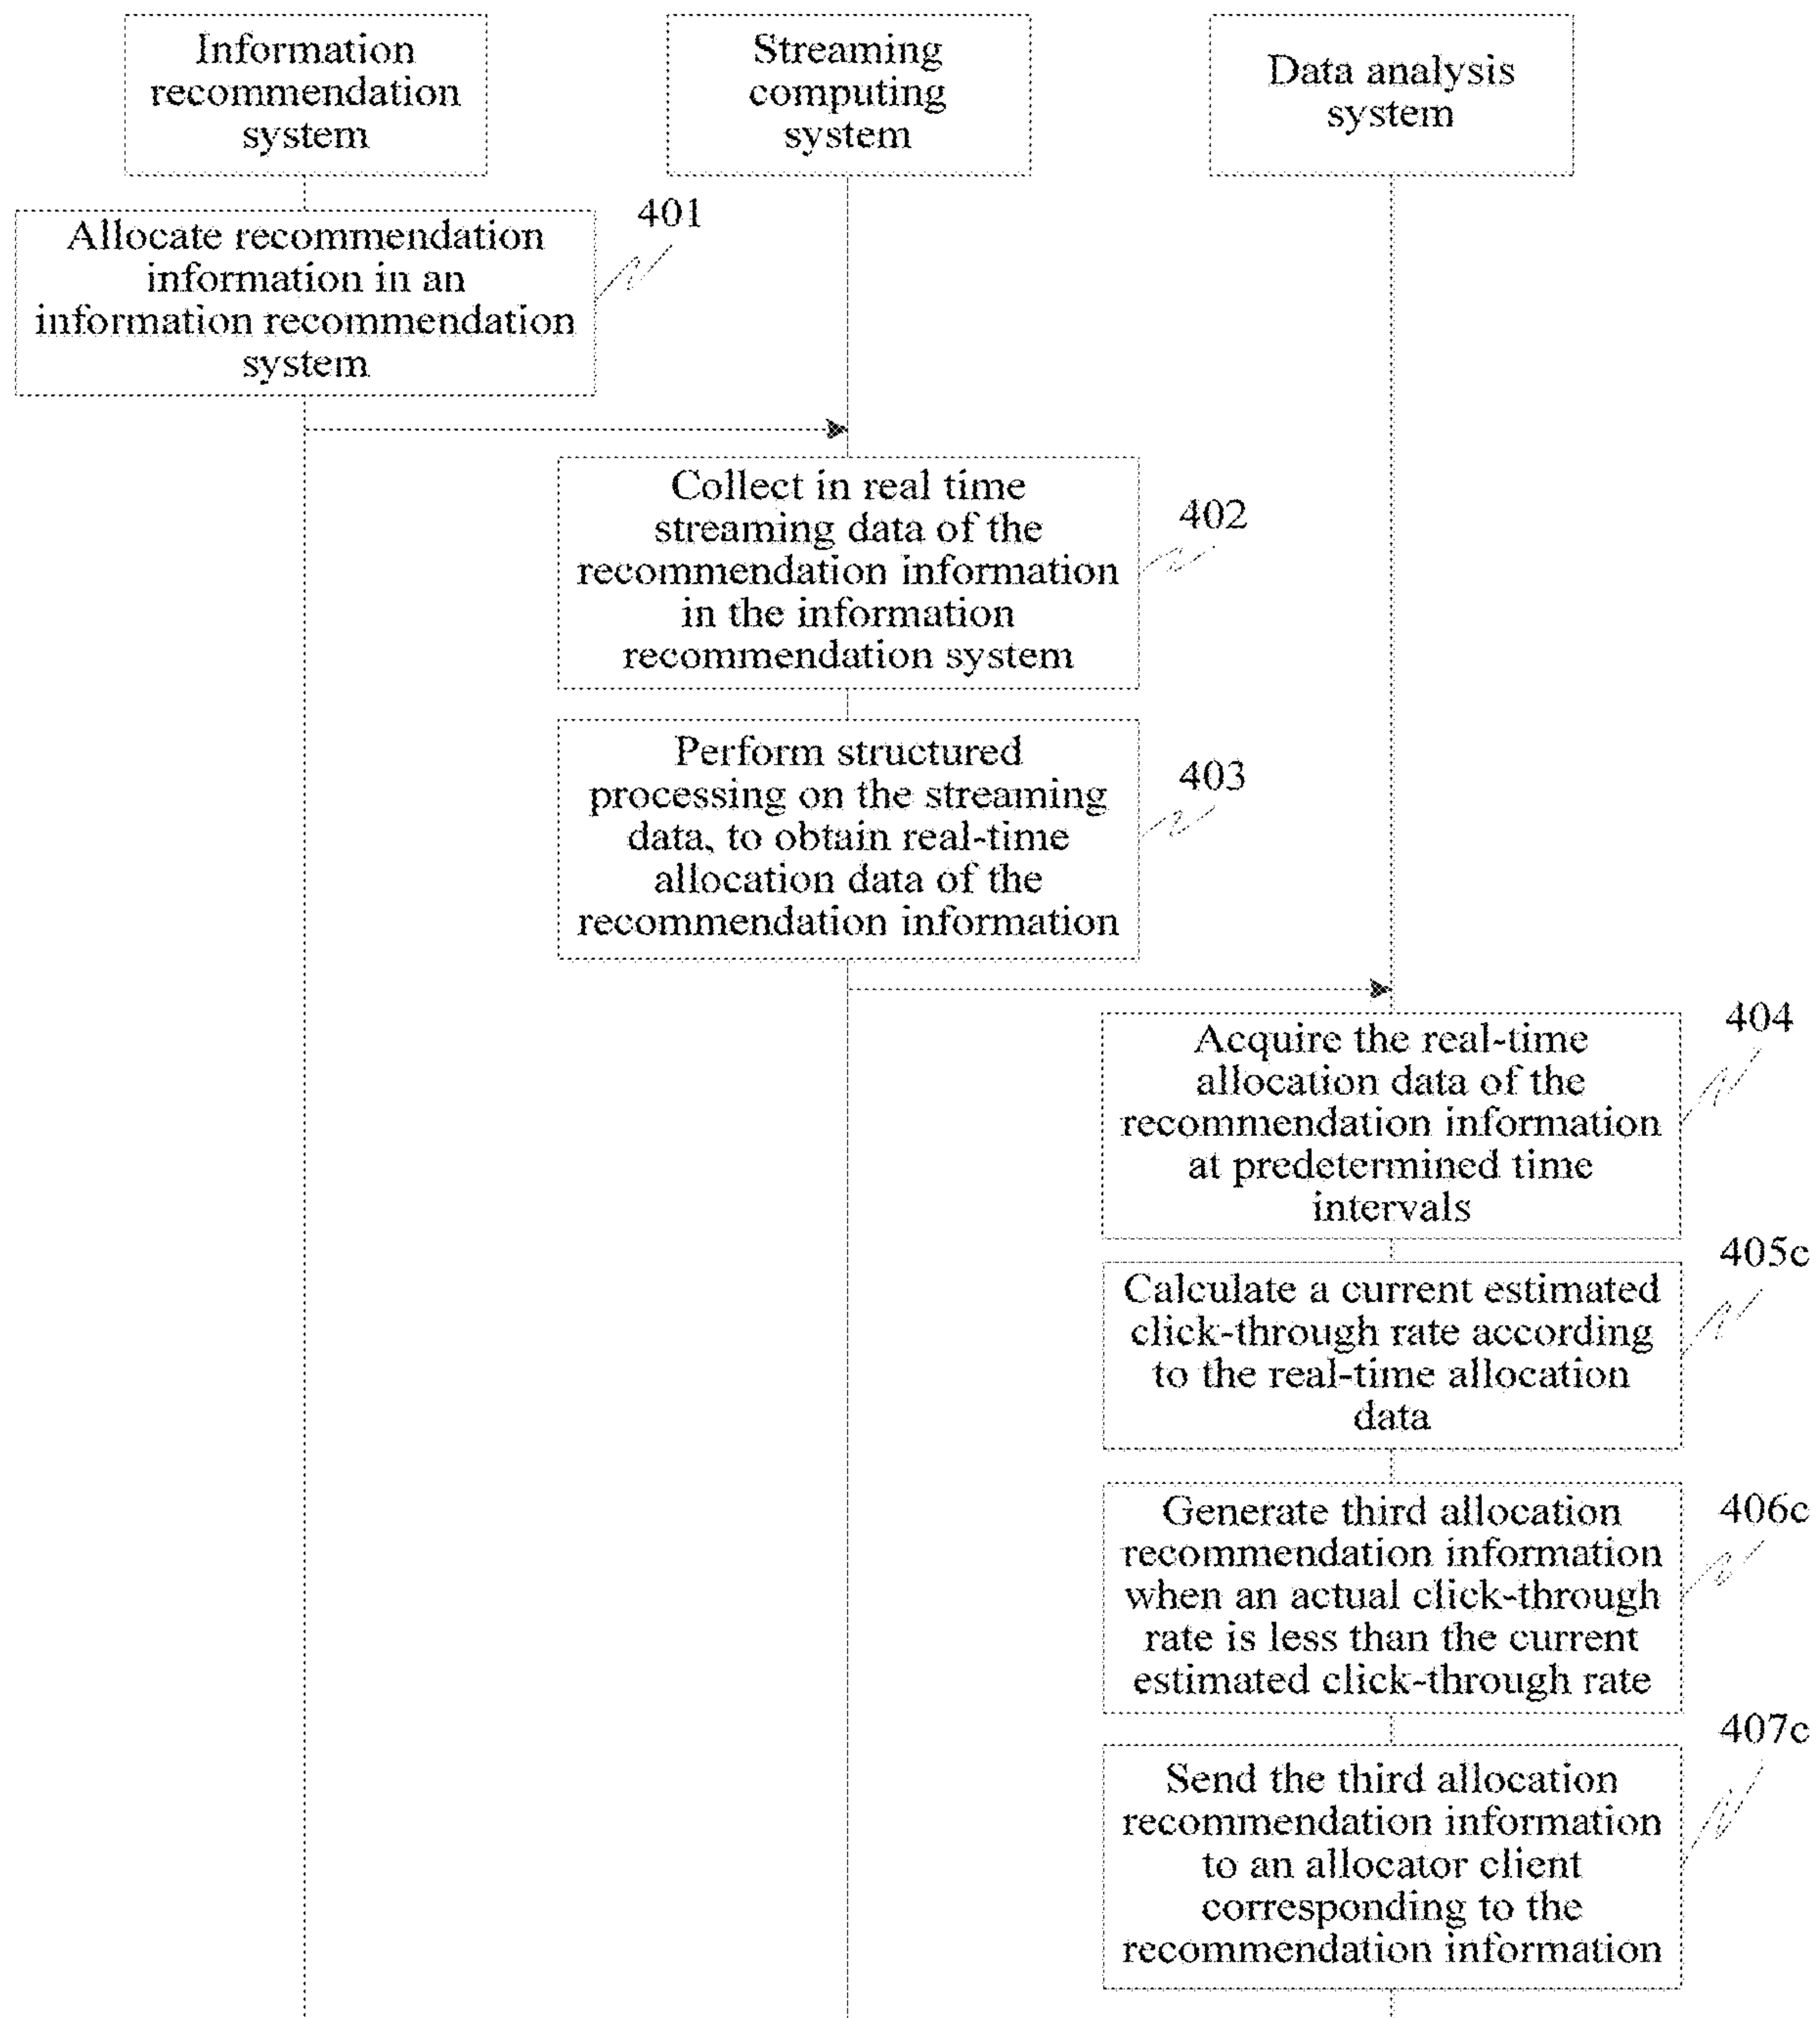 Information
recommendation
system
Streaming
computing
system
Data analysis
system
401
Allocate recommendation
information in an
information recommendation
system
402
Collect in real time
streaming data of the
recommendation information
in the information
recommendation system
403
Perform structured
processing on the streaming
data, to obtain real-time
allocation data of the
recommendation information
404
Acquire the real-time
allocation data of the
recommendation information
at predetermined time
intervals
405c
Calculate a current estimated
click-through rate according
to the real-time allocation
data
406c
Generate third allocation
recommendation information
when an actual click-through
rate is less than the current
estimated click-through rate
407c
Send the third allocation
recommendation information
to an allocator client
corresponding to the
recommendation information